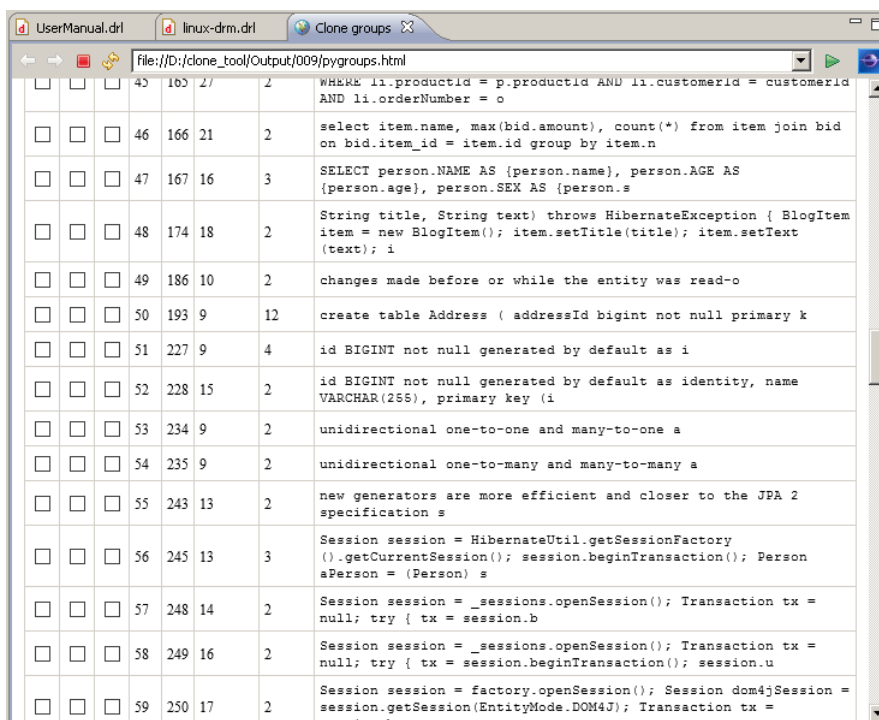 UserManual.drl linux-drm.drl Clone groups
file://D:/clone_tool/Output/009/pygroups.html
45 165 27 2 WHERE li.productId = p.productId AND li.customerId = customerId
AND li.orderNumber = o
46 166 21 2 select item.name, max(bid.amount), count(*) from item join bid
on bid.item_id = item.id group by item.n
47 167 16 3 SELECT person.NAME AS {person.name}, person.AGE AS
{person.age}, person.SEX AS {person.s
48 174 18 2 String title, String text) throws HibernateException { BlogItem
item = new BlogItem(); item.setTitle(title); item.setText
(text); i
49 186 10 2 changes made before or while the entity was read-o
50 193 9 12 create table Address ( addressId bigint not null primary k
51 227 9 4 id BIGINT not null generated by default as i
52 228 15 2 id BIGINT not null generated by default as identity, name
VARCHAR(255), primary key (i
53 234 9 2 unidirectional one-to-one and many-to-one a
54 235 9 2 unidirectional one-to-many and many-to-many a
55 243 13 2 new generators are more efficient and closer to the JPA 2
specification s
56 245 13 3 Session session = HibernateUtil.getSessionFactory
().getCurrentSession(); session.beginTransaction(); Person
aPerson = (Person) s
57 248 14 2 Session session = _sessions.openSession(); Transaction tx =
null; try { tx = session.b
58 249 16 2 Session session = _sessions.openSession(); Transaction tx =
null; try { tx = session.beginTransaction(); session.u
59 250 17 2 Session session = factory.openSession(); Session dom4jSession =
session.getSession(EntityMode.DOM4J); Transaction tx =